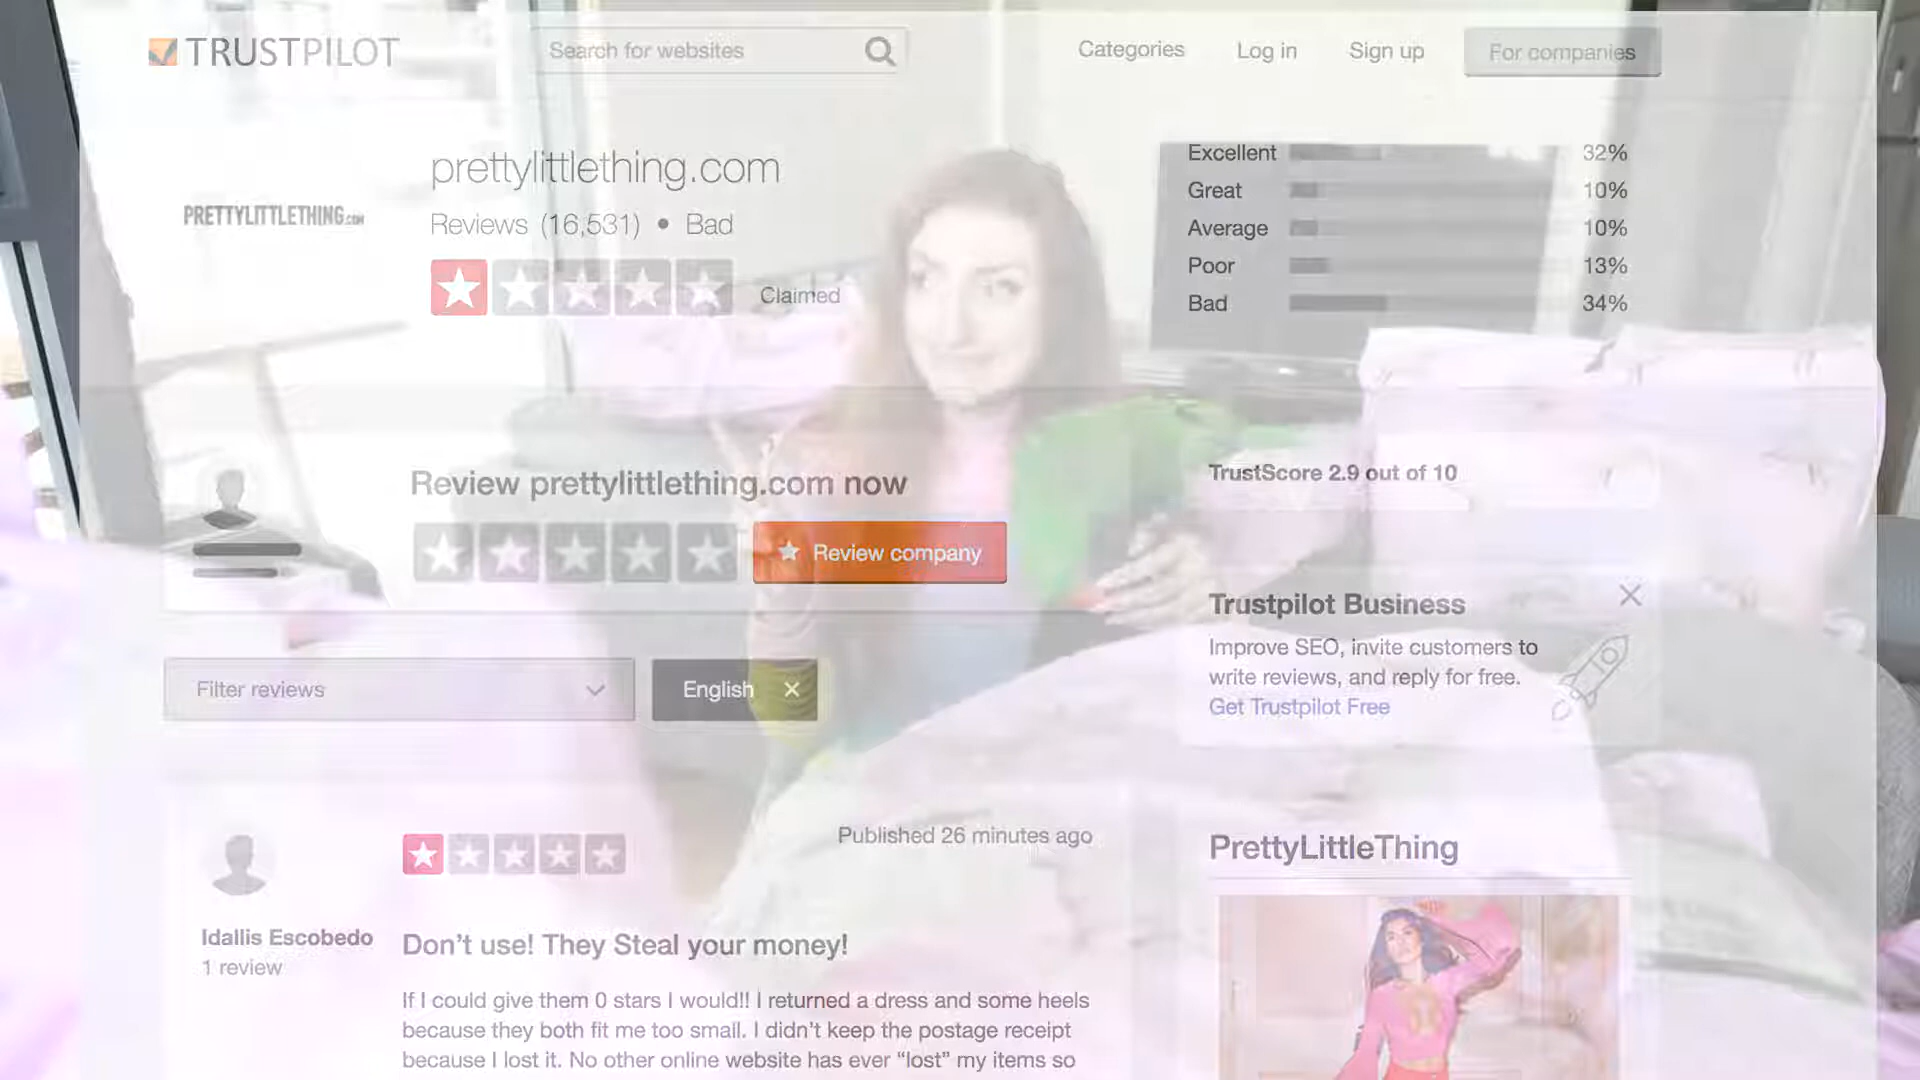 TRUSTPILOT
Search for websites
Categories
Log in
Sign up
For companies
PRETTYLITTLETHING.COM
prettylittlething.com
Reviews (16,531) • Bad
Claimed
Excellent 32%
Great 10%
Average 10%
Poor 13%
Bad 34%
Review prettylittlething.com now
Review company
TrustScore 2.9 out of 10
Trustpilot Business
Improve SEO, invite customers to
write reviews, and reply for free.
Get Trustpilot Free
Filter reviews
English
Published 26 minutes ago
Idallis Escobedo
1 review
Don't use! They Steal your money!
If I could give them 0 stars I would!! I returned a dress and some heels
because they both fit me too small. I didn't keep the postage receipt
because I lost it. No other online website has ever “lost” my items so
PrettyLittleThing